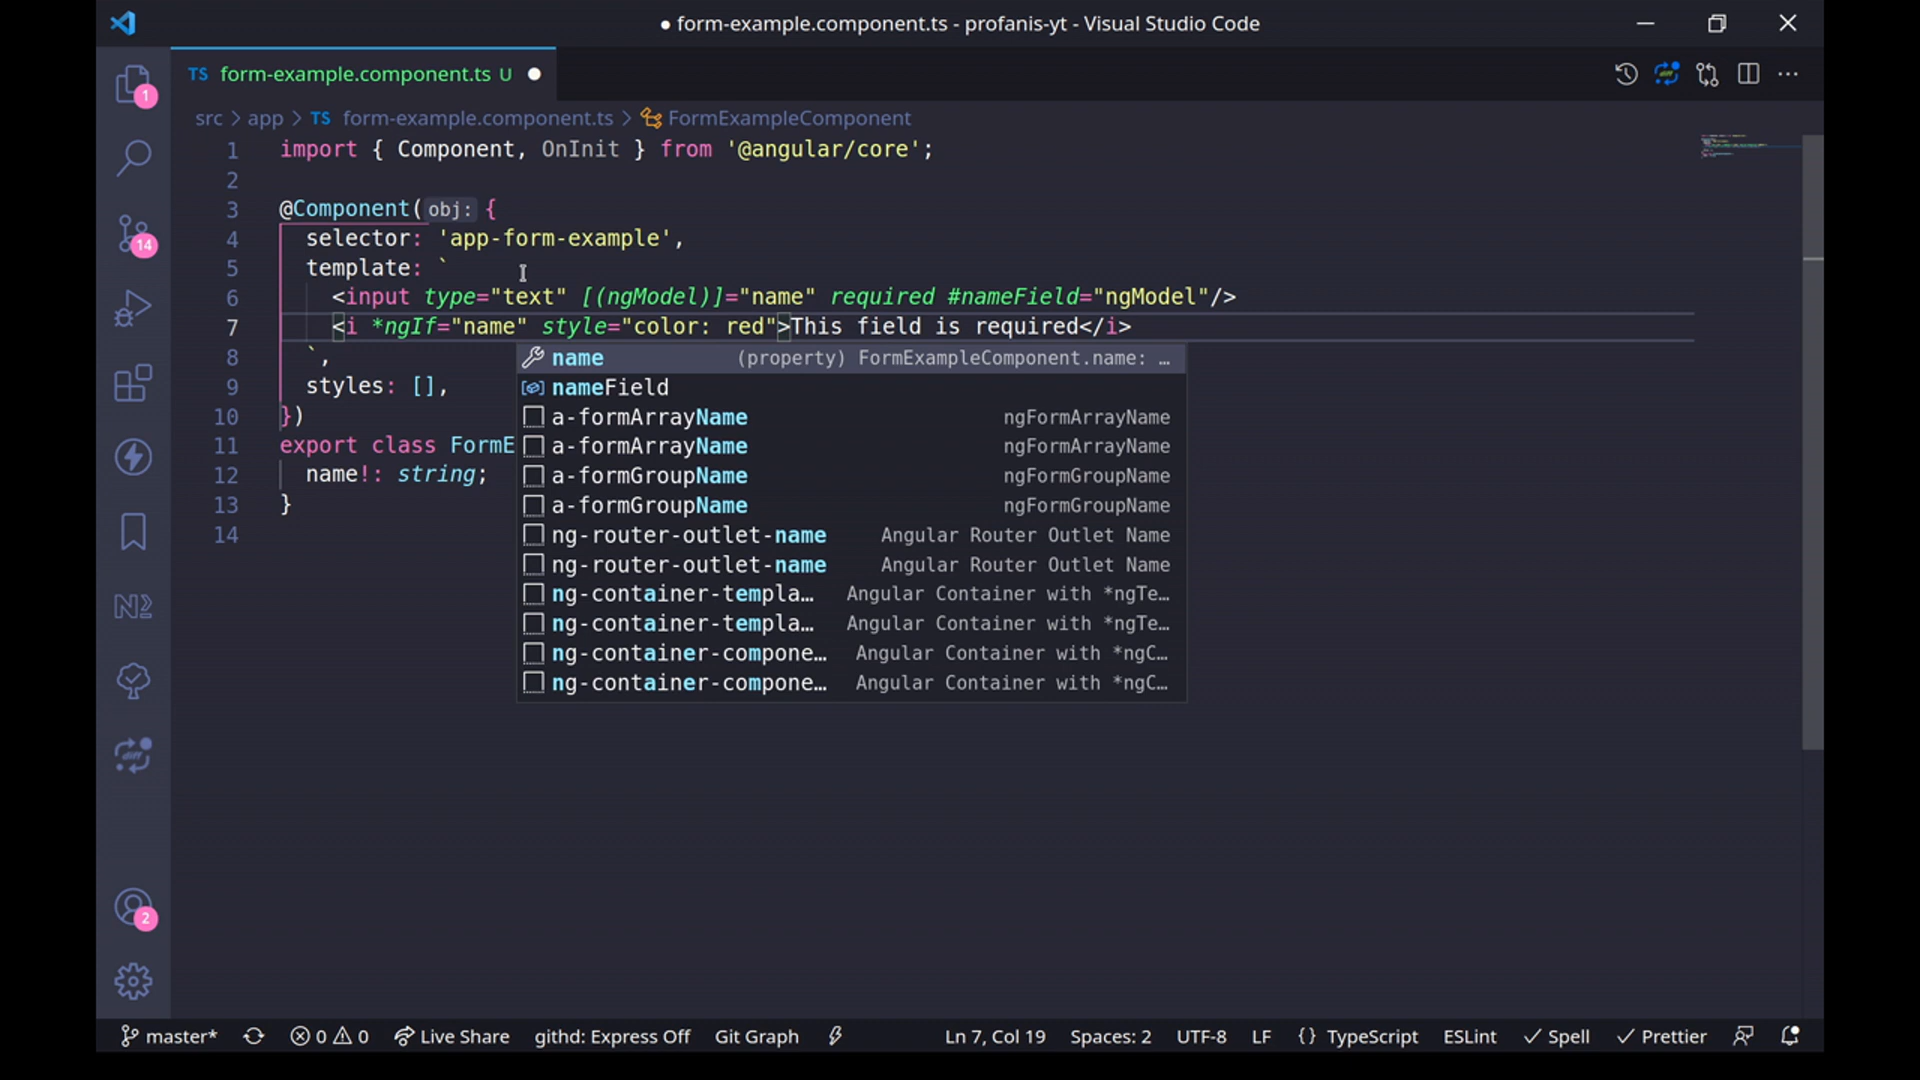 ● form-example.component.ts - profanis-yt - Visual Studio Code
TS form-example.component.ts U ●
src > app > TS form-example.component.ts > FormExampleComponent
1 import { Component, OnInit } from '@angular/core';
2
3 @Component( obj: {
4 selector: 'app-form-example',
5 template: `
6 <input type="text" [(ngModel)]="name" required #nameField="ngModel"/>
7 <i *ngIf="name" style="color: red">This field is required</i>
8 `,
9 styles: [],
10 })
11 export class FormE
12 name!: string;
13 }
14
name (property) FormExampleComponent.name: …
nameField
a-formArrayName ngFormArrayName
a-formArrayName ngFormArrayName
a-formGroupName ngFormGroupName
a-formGroupName ngFormGroupName
ng-router-outlet-name Angular Router Outlet Name
ng-router-outlet-name Angular Router Outlet Name
ng-container-templa… Angular Container with *ngTe…
ng-container-templa… Angular Container with *ngTe…
ng-container-compone… Angular Container with *ngC…
ng-container-compone… Angular Container with *ngC…
1
14
diff
2
master* 0 0 Live Share githd: Express Off Git Graph Ln 7, Col 19 Spaces: 2 UTF-8 LF {} TypeScript ESLint ✓ Spell ✓ Prettier